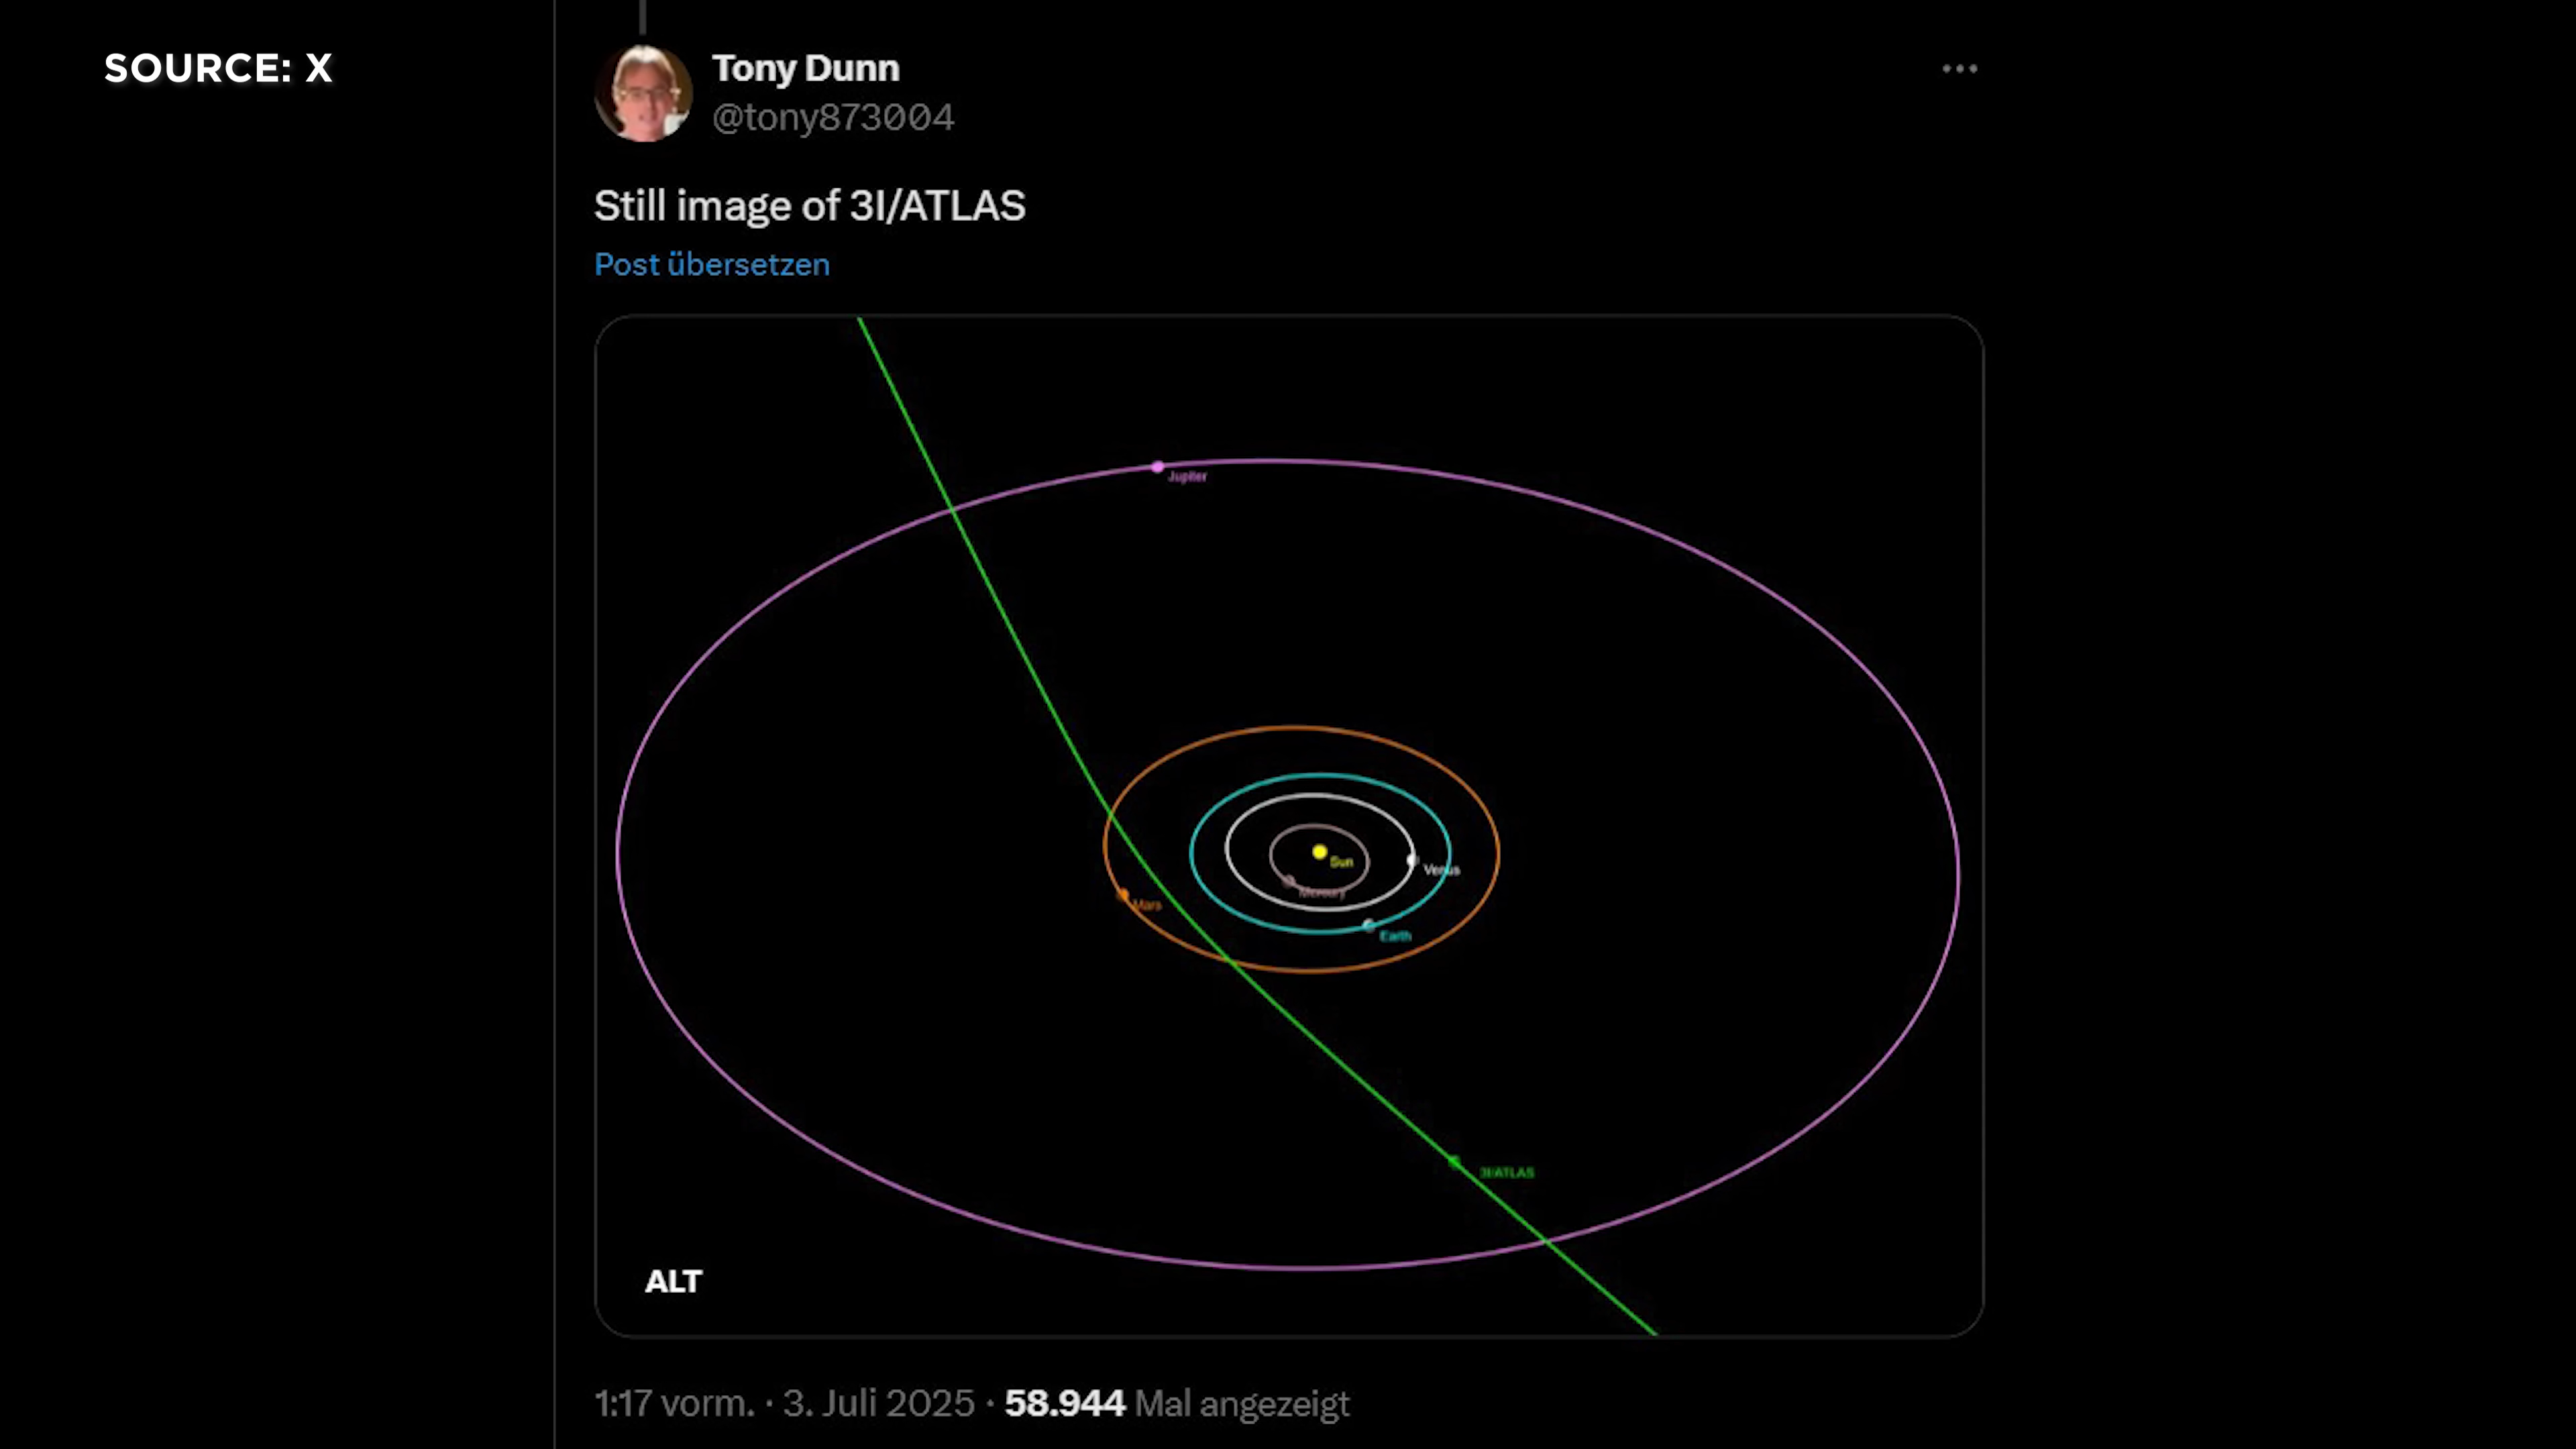 SOURCE: X
Tony Dunn
@tony873004
Still image of 3I/ATLAS
Post übersetzen
Jupiter
Sun
Venus
Mercury
Mars
Earth
3I/ATLAS
ALT
1:17 vorm. · 3. Juli 2025 · 58.944 Mal angezeigt